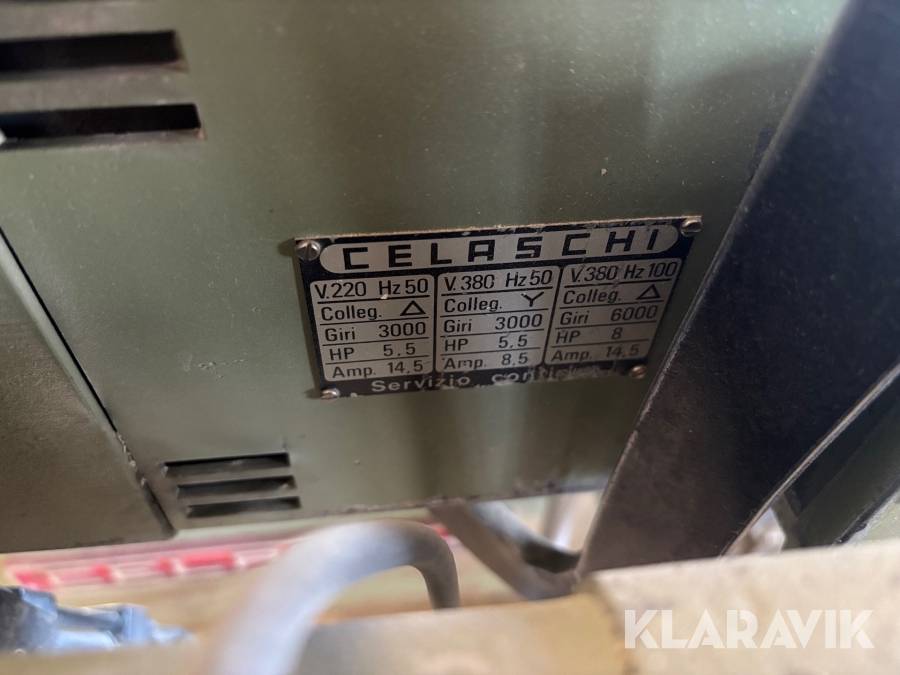 CELASCHI
V.220 Hz 50 V.380 Hz 50 V.380 Hz 100
Colleg. Δ Colleg. Y Colleg. Δ
Giri 3000 Giri 3000 Giri 6000
HP 5,5 HP 5,5 HP 8
Amp. 14,5 Amp. 8,5 Amp. 14,5
Servizio
KLARAVIK